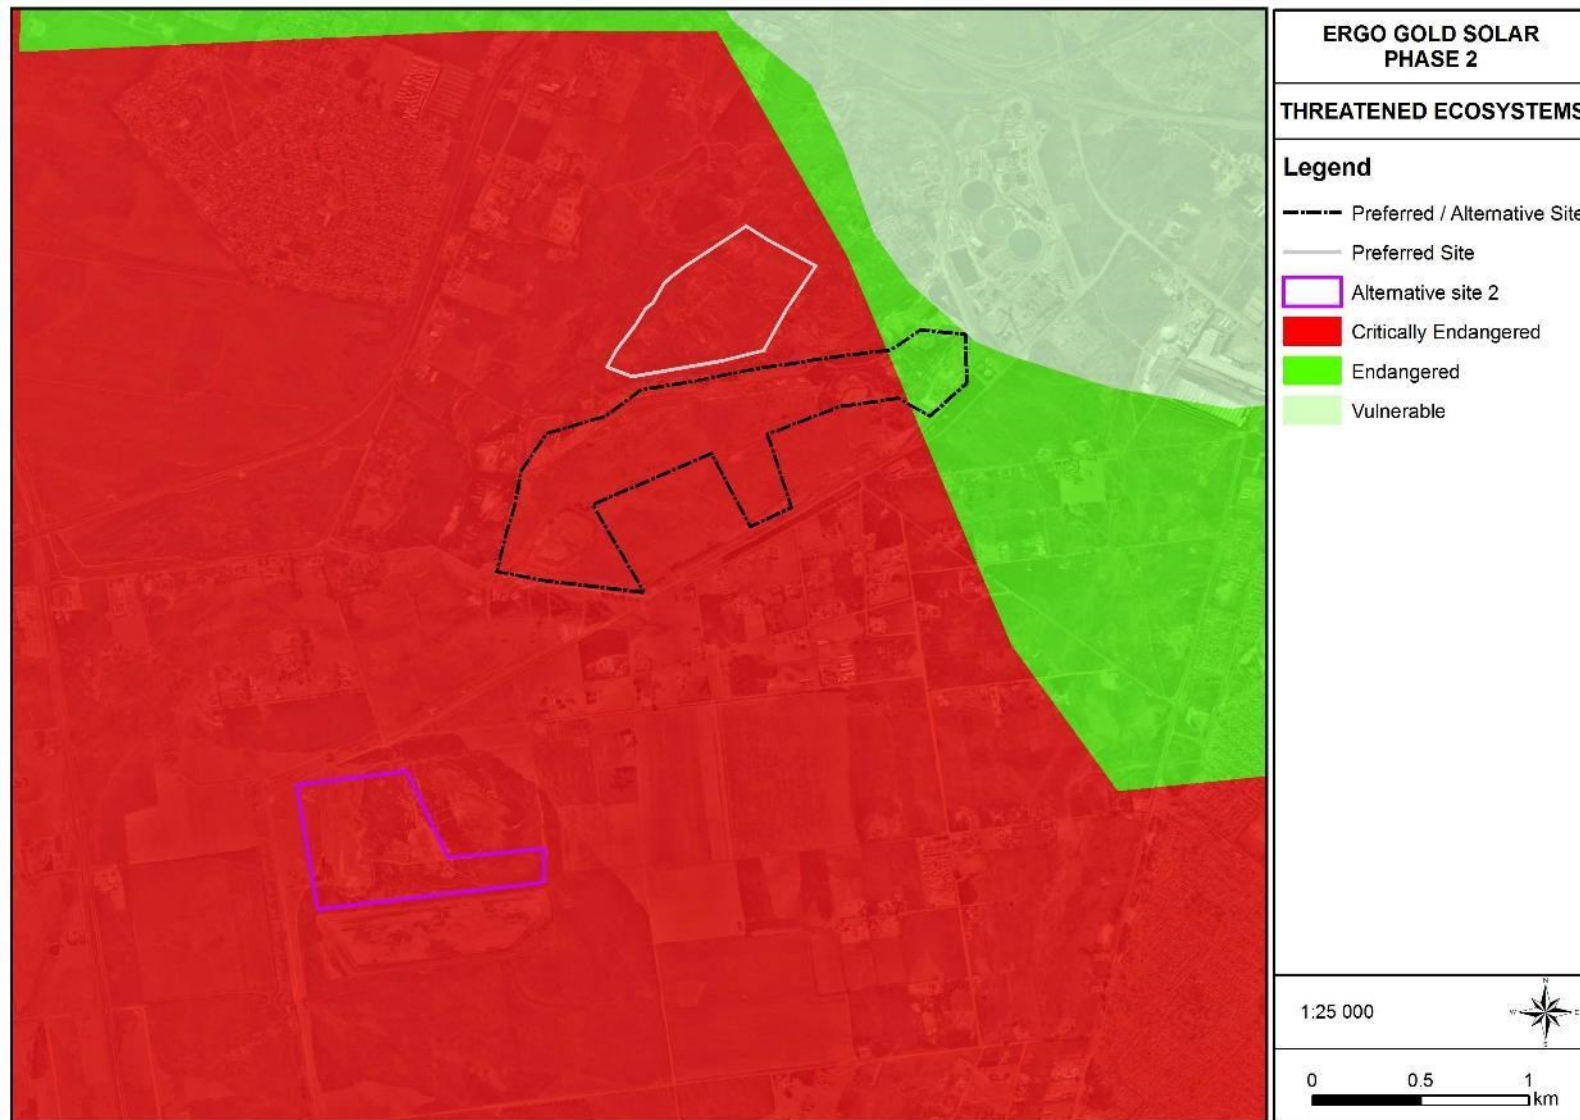 ERGO GOLD SOLAR
PHASE 2
THREATENED ECOSYSTEMS
Legend
Preferred / Alternative Site
Preferred Site
Alternative site 2
Critically Endangered
Endangered
Vulnerable
N
W
S
1:25 000
0 0.5 1
km